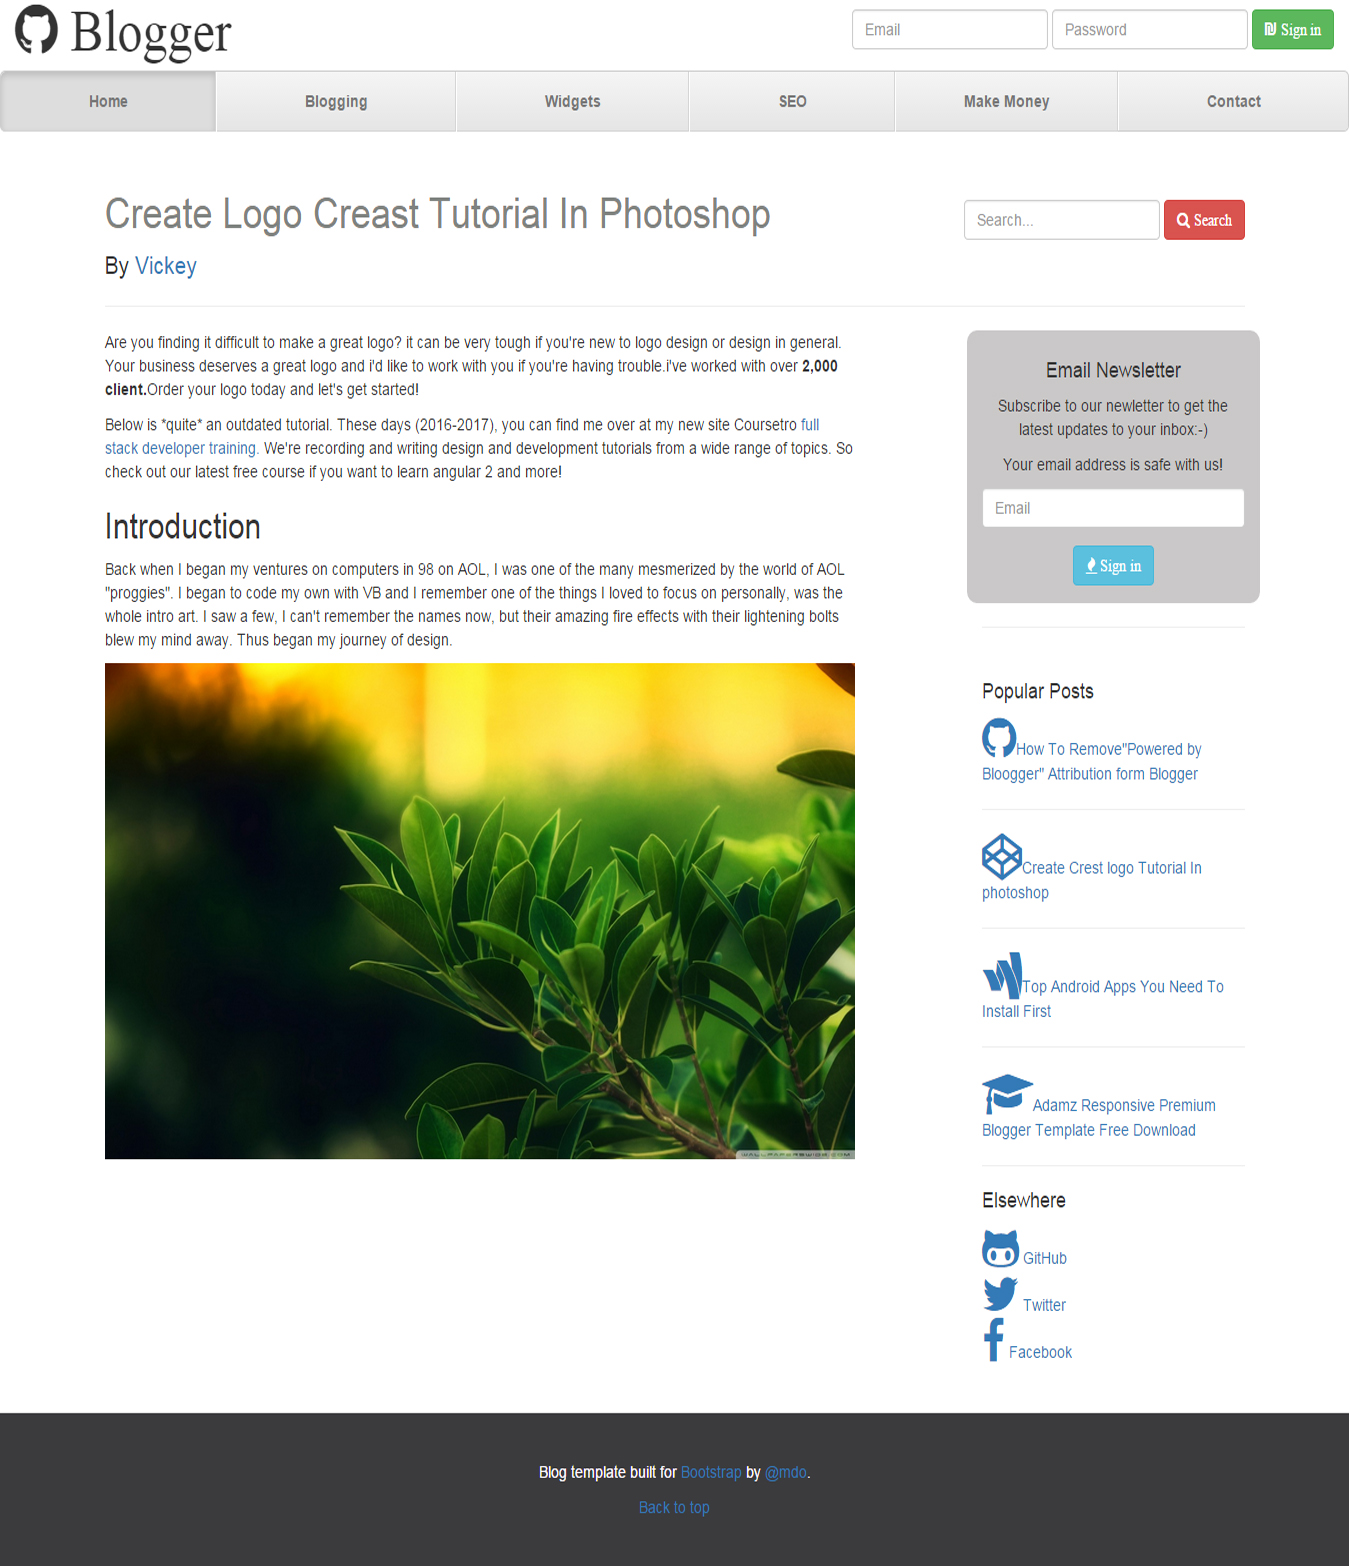 Blogger
Email
Password
Sign in
Home
Blogging
Widgets
SEO
Make Money
Contact
Create Logo Creast Tutorial In Photoshop
Search...
Search
By Vickey
Are you finding it difficult to make a great logo? it can be very tough if you're new to logo design or design in general.
Your business deserves a great logo and i'd like to work with you if you're having trouble.i've worked with over 2,000
client.Order your logo today and let's get started!
Below is *quite* an outdated tutorial. These days (2016-2017), you can find me over at my new site Coursetro full
stack developer training. We're recording and writing design and development tutorials from a wide range of topics. So
check out our latest free course if you want to learn angular 2 and more!
Introduction
Back when I began my ventures on computers in 98 on AOL, I was one of the many mesmerized by the world of AOL
"proggies". I began to code my own with VB and I remember one of the things I loved to focus on personally, was the
whole intro art. I saw a few, I can't remember the names now, but their amazing fire effects with their lightening bolts
blew my mind away. Thus began my journey of design.
WALLPAPERSWIDE.COM
Email Newsletter
Subscribe to our newletter to get the
latest updates to your inbox:-)
Your email address is safe with us!
Email
Sign in
Popular Posts
How To Remove"Powered by
Bloogger" Attribution form Blogger
Create Crest logo Tutorial In
photoshop
Top Android Apps You Need To
Install First
Adamz Responsive Premium
Blogger Template Free Download
Elsewhere
GitHub
Twitter
Facebook
Blog template built for Bootstrap by @mdo.
Back to top